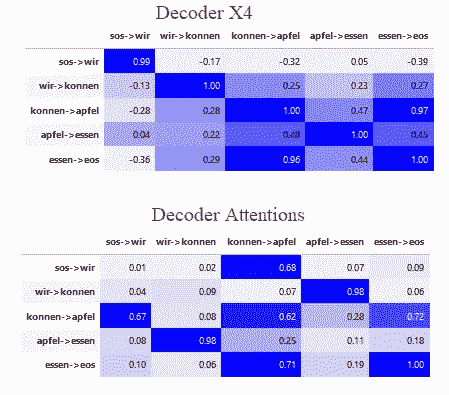 Decoder X4
sos->wir wir->konnen konnen->apfel apfel->essen essen->eos
sos->wir 0.99 -0.17 -0.32 0.05 -0.39
wir->konnen -0.13 1.00 0.25 0.23 0.27
konnen->apfel -0.28 0.28 1.00 0.47 0.97
apfel->essen 0.04 0.22 0.48 1.00 0.45
essen->eos -0.36 0.29 0.96 0.44 1.00
Decoder Attentions
sos->wir wir->konnen konnen->apfel apfel->essen essen->eos
sos->wir 0.01 0.02 0.68 0.07 0.09
wir->konnen 0.04 0.09 0.07 0.98 0.06
konnen->apfel 0.67 0.08 0.62 0.28 0.72
apfel->essen 0.08 0.98 0.25 0.11 0.18
essen->eos 0.10 0.06 0.71 0.19 1.00